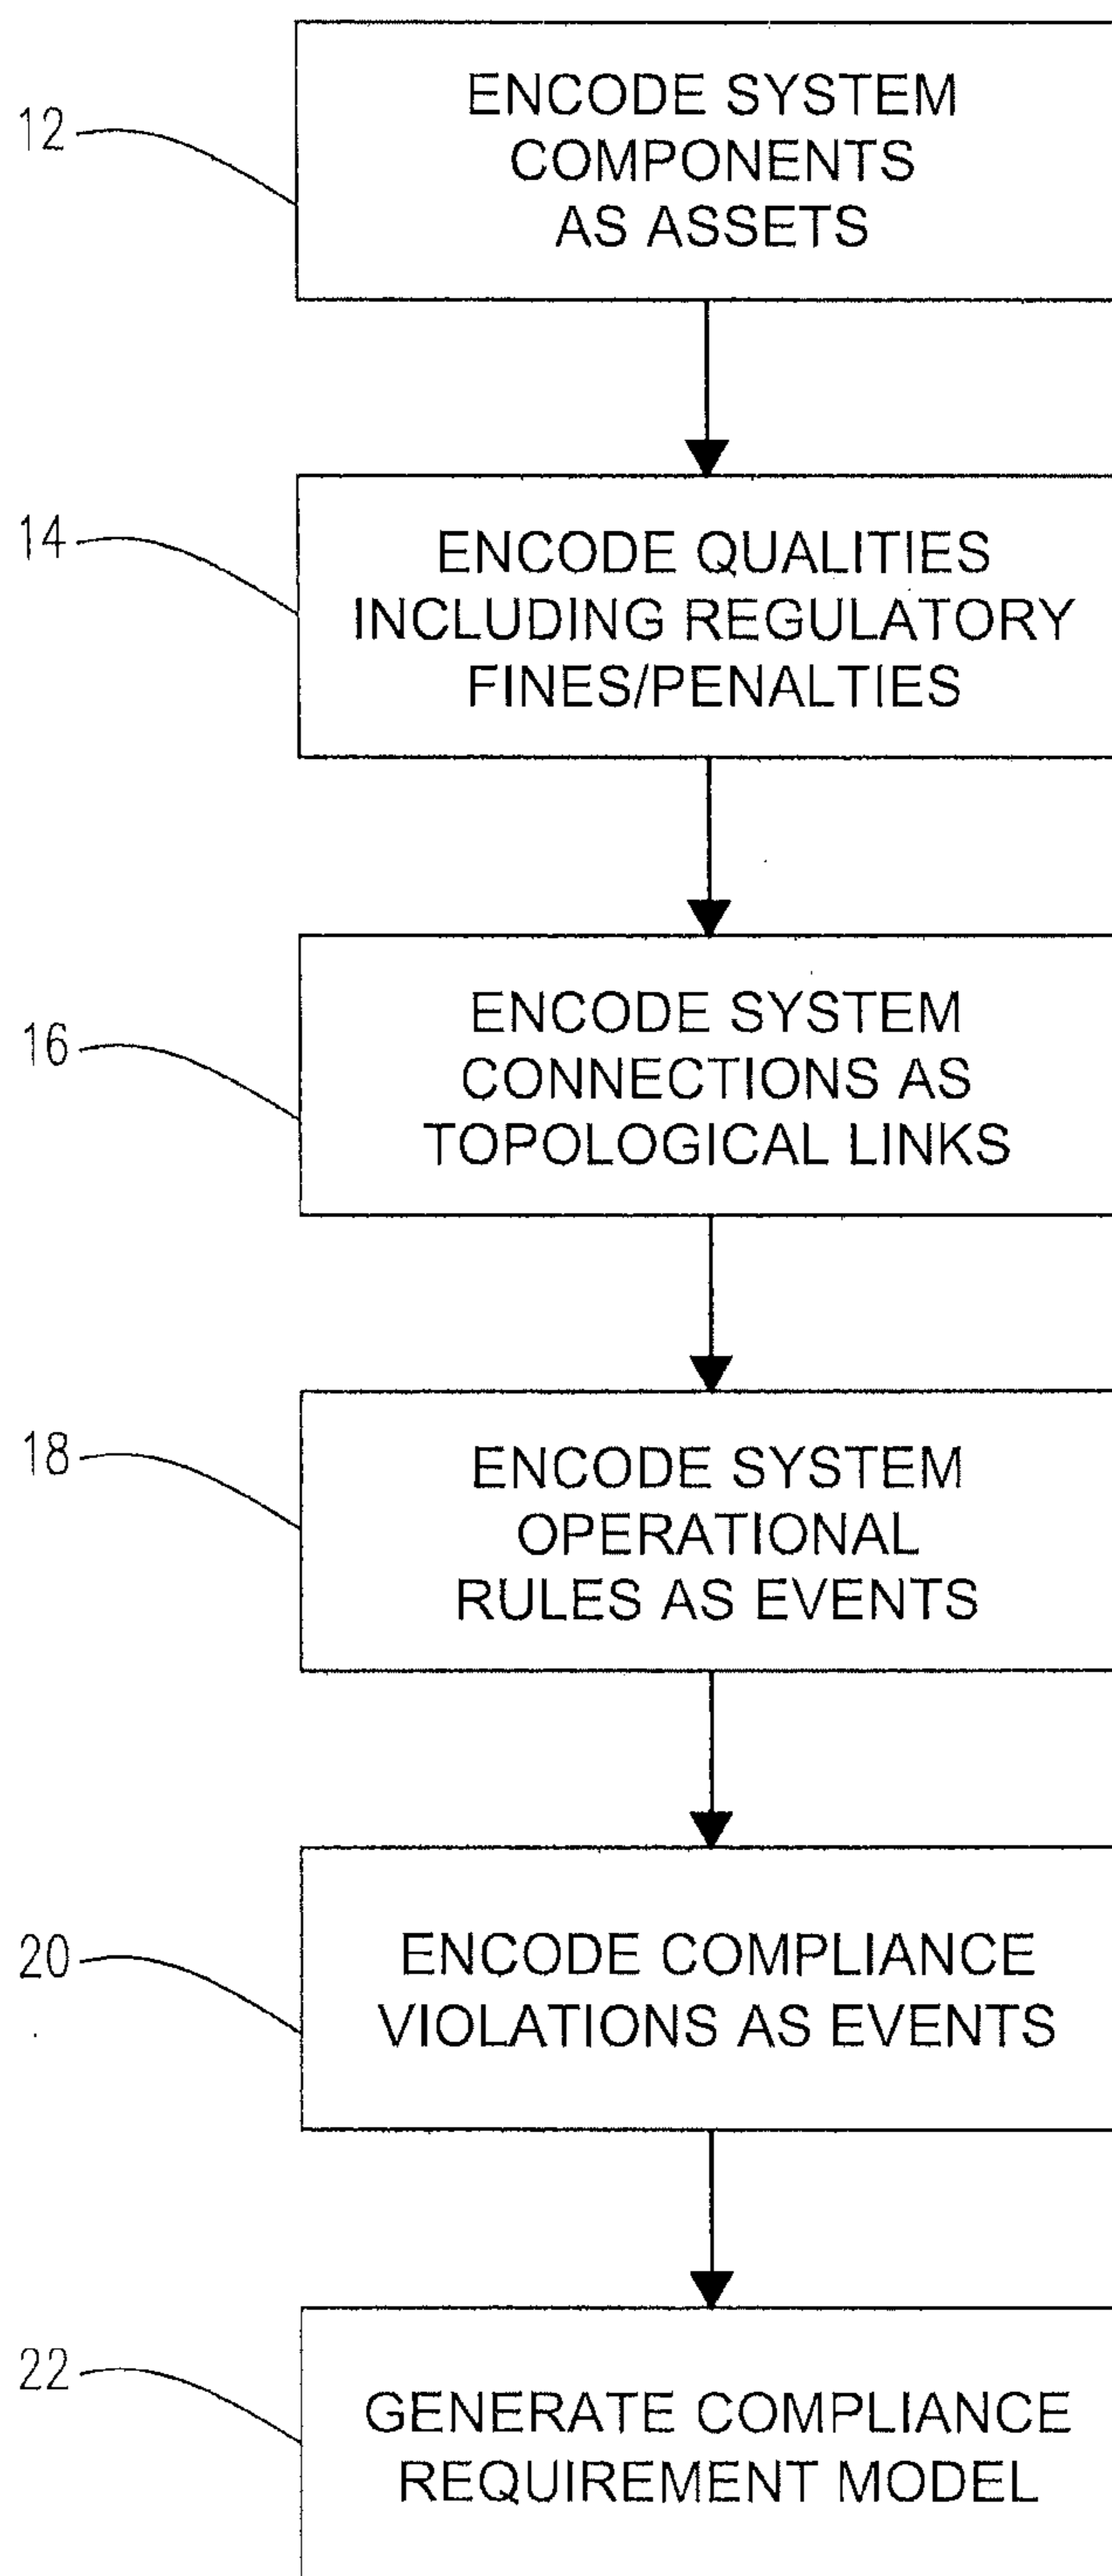 12
ENCODE SYSTEM
COMPONENTS
AS ASSETS
14
ENCODE QUALITIES
INCLUDING REGULATORY
FINES/PENALTIES
16
ENCODE SYSTEM
CONNECTIONS AS
TOPOLOGICAL LINKS
18
ENCODE SYSTEM
OPERATIONAL
RULES AS EVENTS
20
ENCODE COMPLIANCE
VIOLATIONS AS EVENTS
22
GENERATE COMPLIANCE
REQUIREMENT MODEL